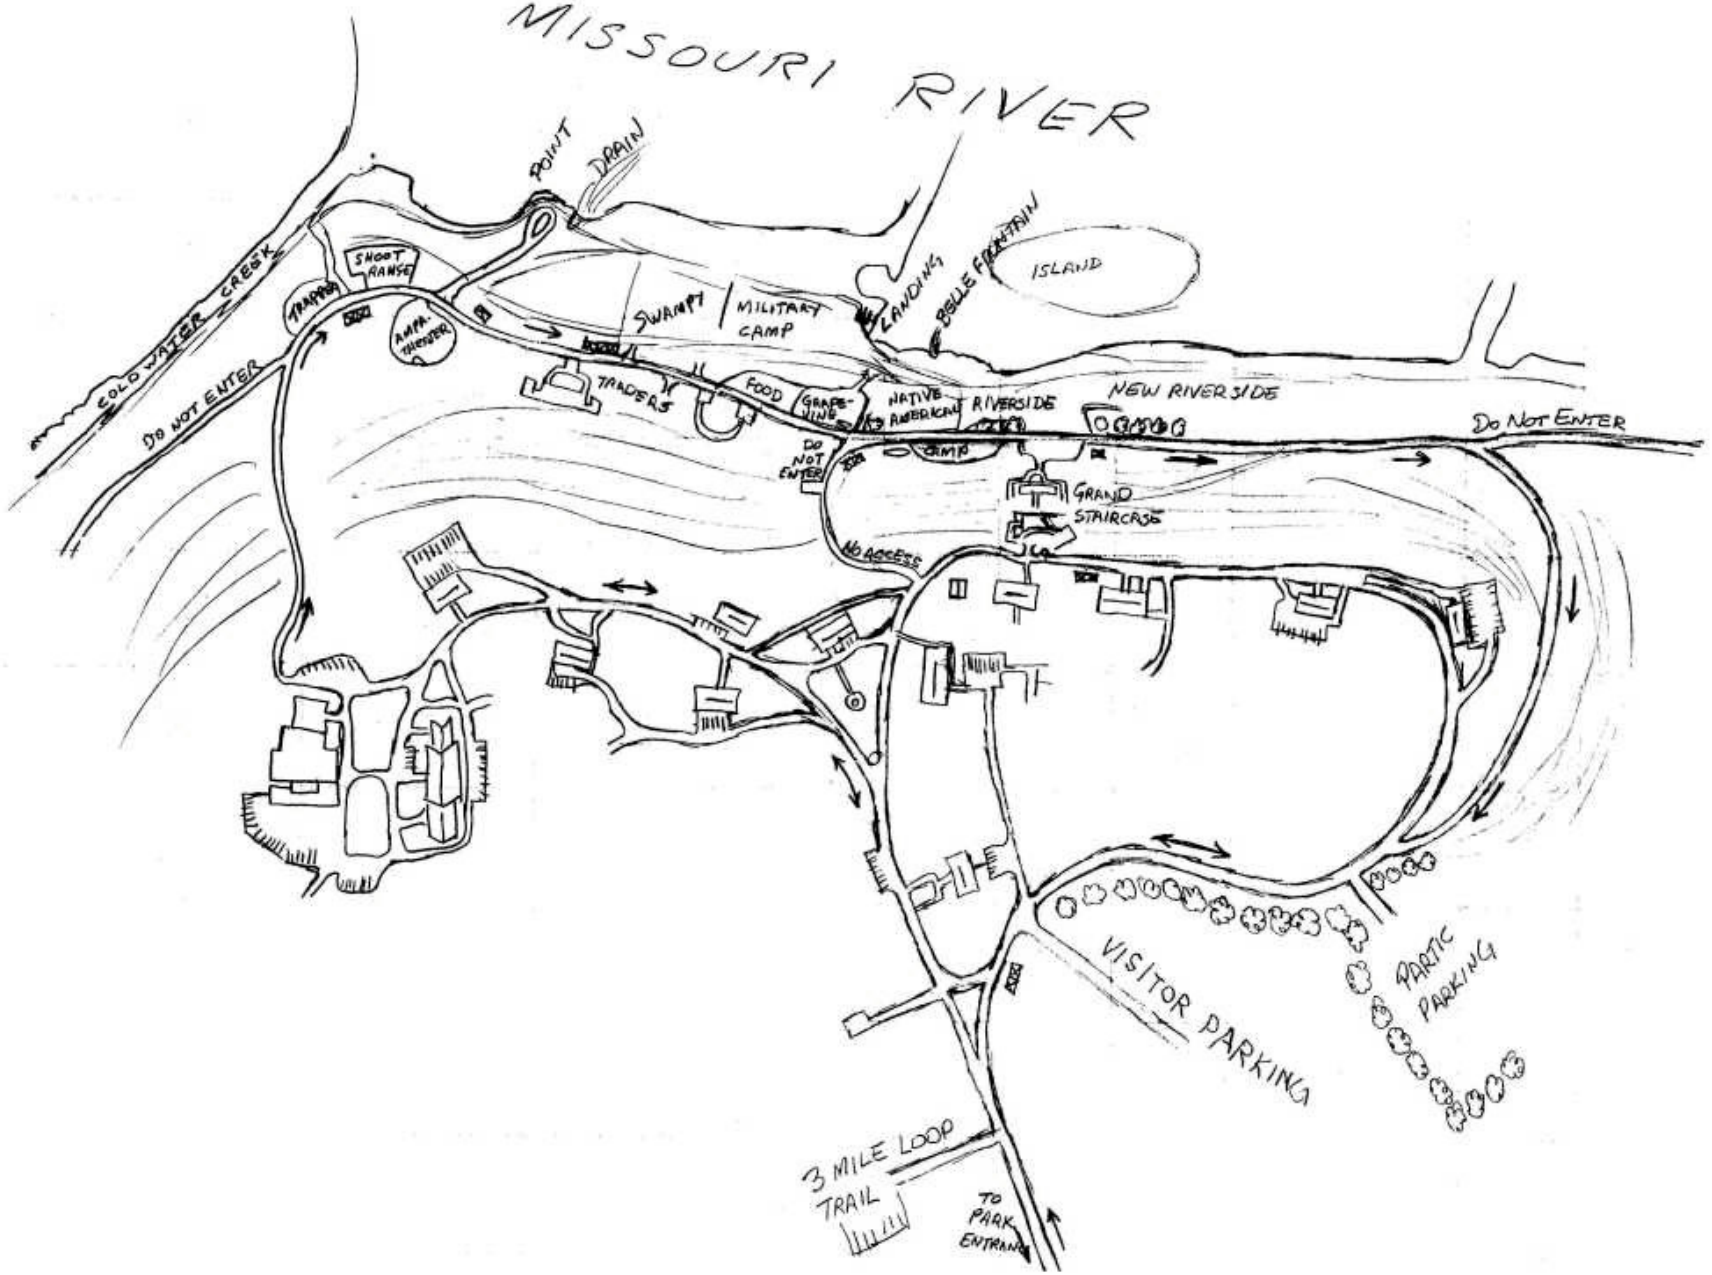 MISSOURI RIVER
POINT
DRAIN
COLDWATER CREEK
SHOOT
RANGE
TRAPPER
AMPA-
THEATER
DO NOT ENTER
SWAMPY
MILITARY
CAMP
LANDING
BELLE FOUNTAIN
ISLAND
TRADERS
FOOD
GRAPE-
VINE
NATIVE
AMERICAN
CAMP
RIVERSIDE
NEW RIVERSIDE
DO NOT ENTER
DO
NOT
ENTER
GRAND
STAIRCASE
NO ACCESS
VISITOR PARKING
PARTIC
PARKING
3 MILE LOOP
TRAIL
TO
PARK
ENTRANCE